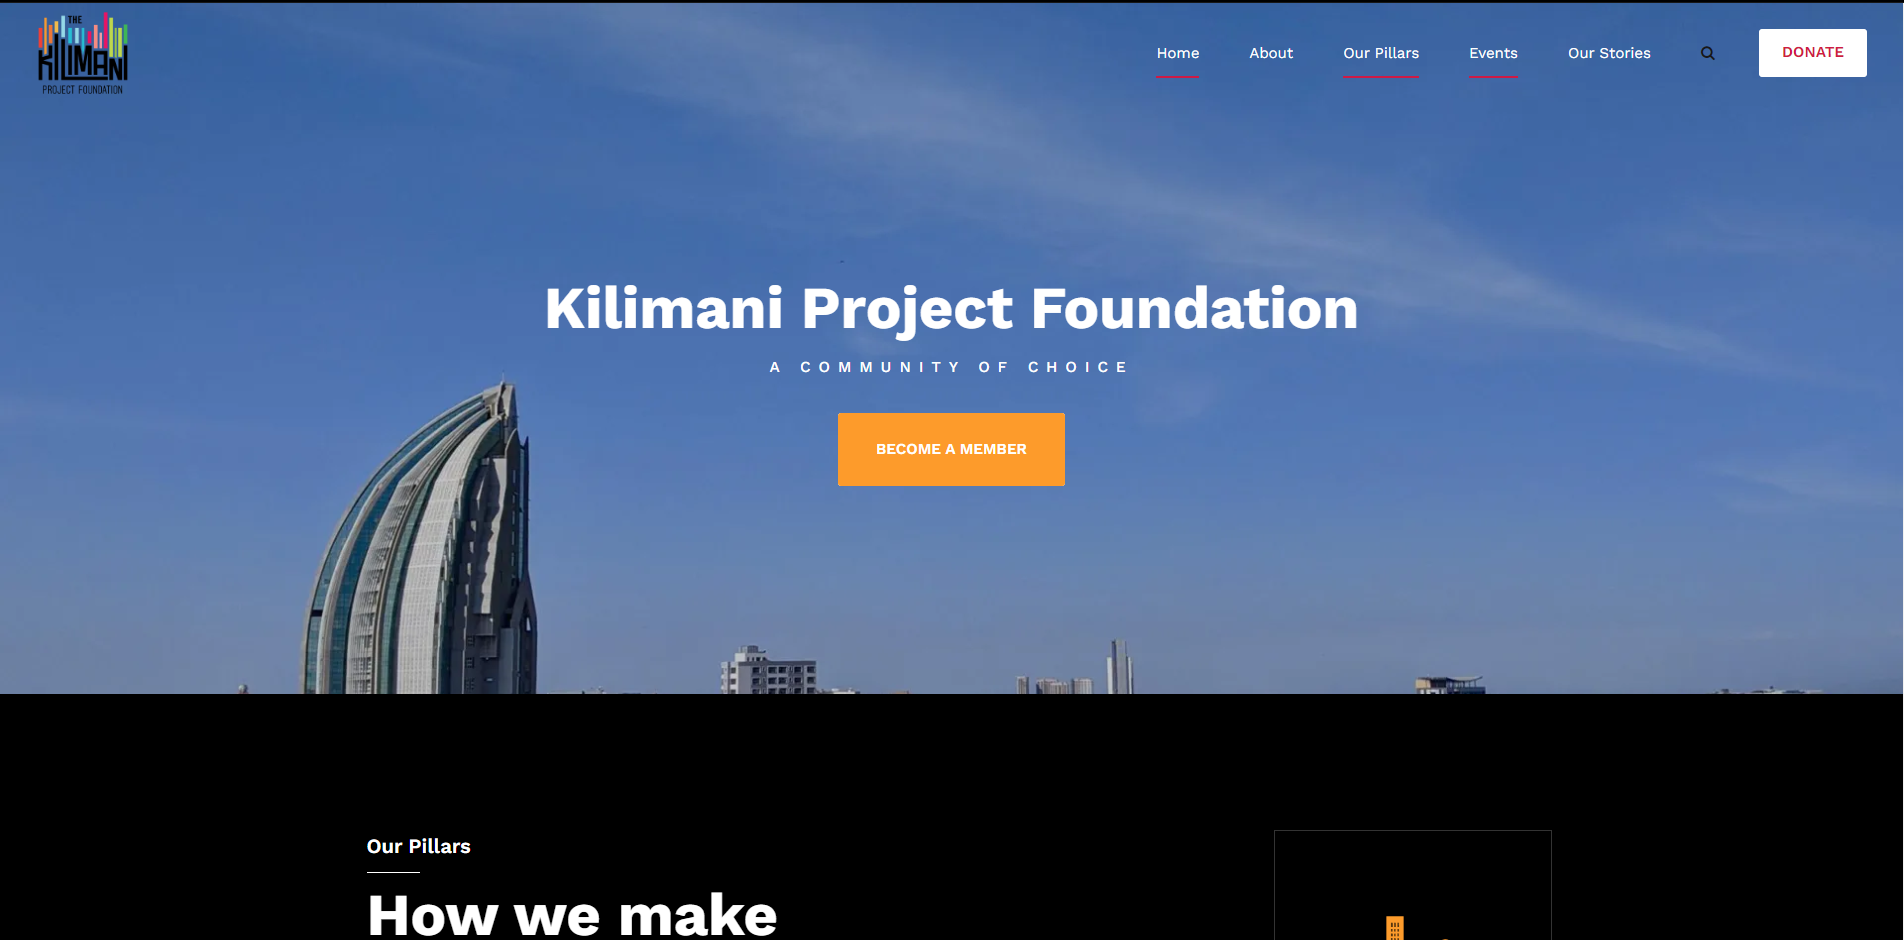 THE
KILIMANI
PROJECT FOUNDATION
Home
About
Our Pillars
Events
Our Stories
DONATE
Kilimani Project Foundation
A COMMUNITY OF CHOICE
BECOME A MEMBER
Our Pillars
How we make